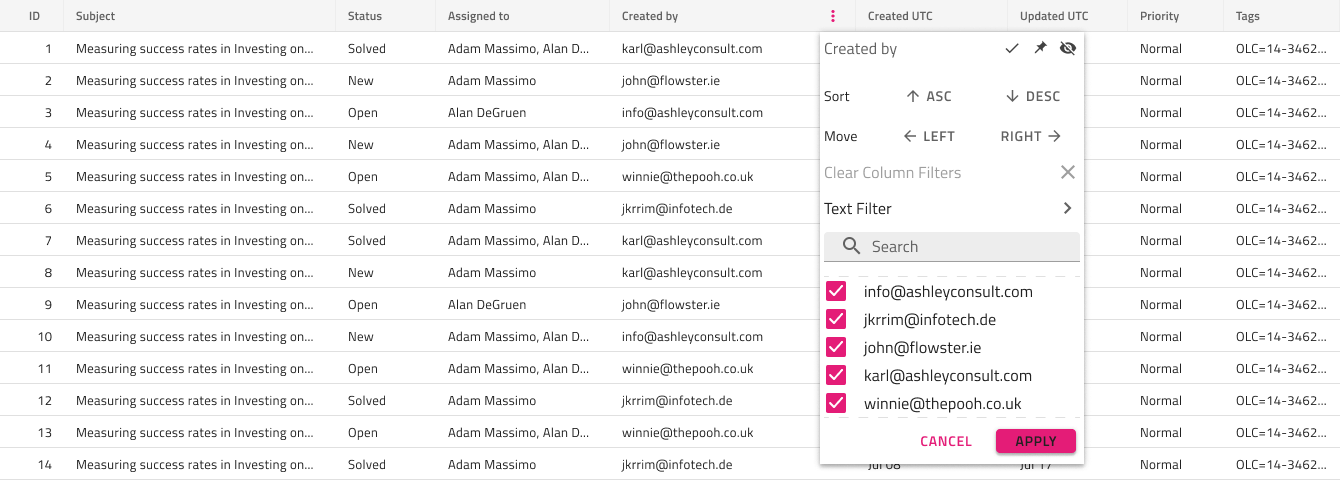 ID Subject Status Assigned to Created by Created UTC Updated UTC Priority Tags
1 Measuring success rates in Investing on... Solved Adam Massimo, Alan D... karl@ashleyconsult.com Created by Normal OLC=14-3462...
2 Measuring success rates in Investing on... New Adam Massimo john@flowster.ie Normal OLC=14-3462...
Sort ASC DESC
3 Measuring success rates in Investing on... Open Alan DeGruen info@ashleyconsult.com Normal OLC=14-3462...
Move LEFT RIGHT
4 Measuring success rates in Investing on... New Adam Massimo, Alan D... john@flowster.ie Normal OLC=14-3462...
5 Measuring success rates in Investing on... Open Adam Massimo, Alan D... winnie@thepooh.co.uk Clear Column Filters Normal OLC=14-3462...
6 Measuring success rates in Investing on... Solved Adam Massimo jkrrim@infotech.de Text Filter Normal OLC=14-3462...
7 Measuring success rates in Investing on... Solved Adam Massimo, Alan D... karl@ashleyconsult.com Search Normal OLC=14-3462...
8 Measuring success rates in Investing on... New Adam Massimo karl@ashleyconsult.com Normal OLC=14-3462...
info@ashleyconsult.com
9 Measuring success rates in Investing on... Open Alan DeGruen john@flowster.ie Normal OLC=14-3462...
jkrrim@infotech.de
10 Measuring success rates in Investing on... New Adam Massimo, Alan D... info@ashleyconsult.com Normal OLC=14-3462...
john@flowster.ie
11 Measuring success rates in Investing on... Open Adam Massimo, Alan D... winnie@thepooh.co.uk karl@ashleyconsult.com Normal OLC=14-3462...
12 Measuring success rates in Investing on... Solved Adam Massimo jkrrim@infotech.de winnie@thepooh.co.uk Normal OLC=14-3462...
13 Measuring success rates in Investing on... Open Adam Massimo, Alan D... winnie@thepooh.co.uk CANCEL APPLY Normal OLC=14-3462...
14 Measuring success rates in Investing on... Solved Adam Massimo jkrrim@infotech.de Jul 08 Jul 17 Normal OLC=14-3462...